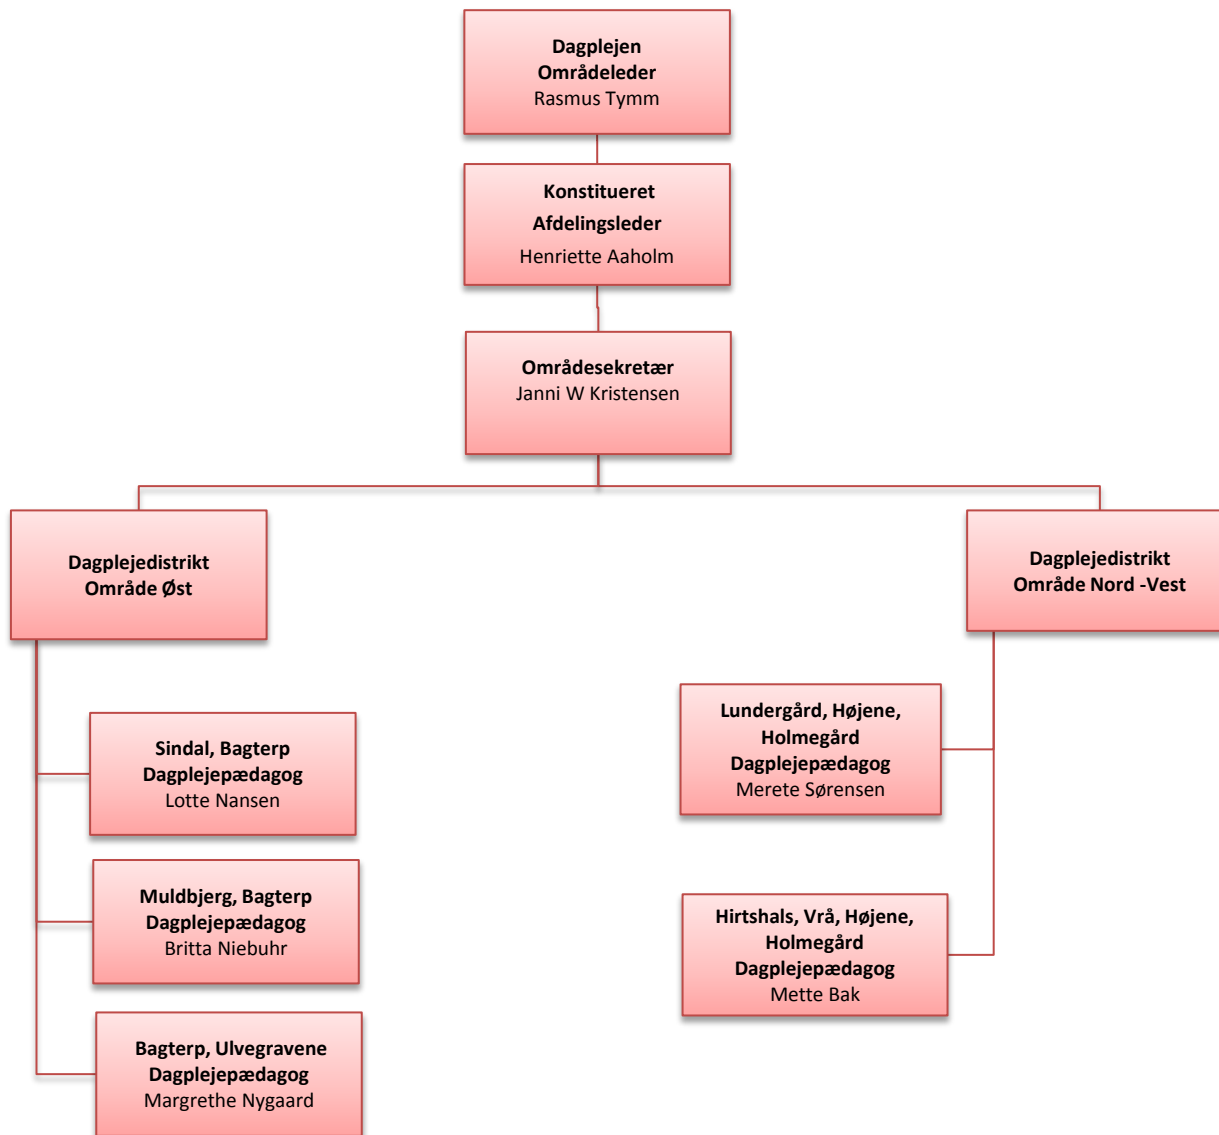 Dagplejen
Områdeleder
Rasmus Tymm
Konstitueret
Afdelingsleder
Henriette Aaholm
Områdesekretær
Janni W Kristensen
Dagplejedistrikt
Område Øst
Dagplejedistrikt
Område Nord -Vest
Sindal, Bagterp
Dagplejepædagog
Lotte Nansen
Muldbjerg, Bagterp
Dagplejepædagog
Britta Niebuhr
Bagterp, Ulvegravene
Dagplejepædagog
Margrethe Nygaard
Lundergård, Højene,
Holmegård
Dagplejepædagog
Merete Sørensen
Hirtshals, Vrå, Højene,
Holmegård
Dagplejepædagog
Mette Bak